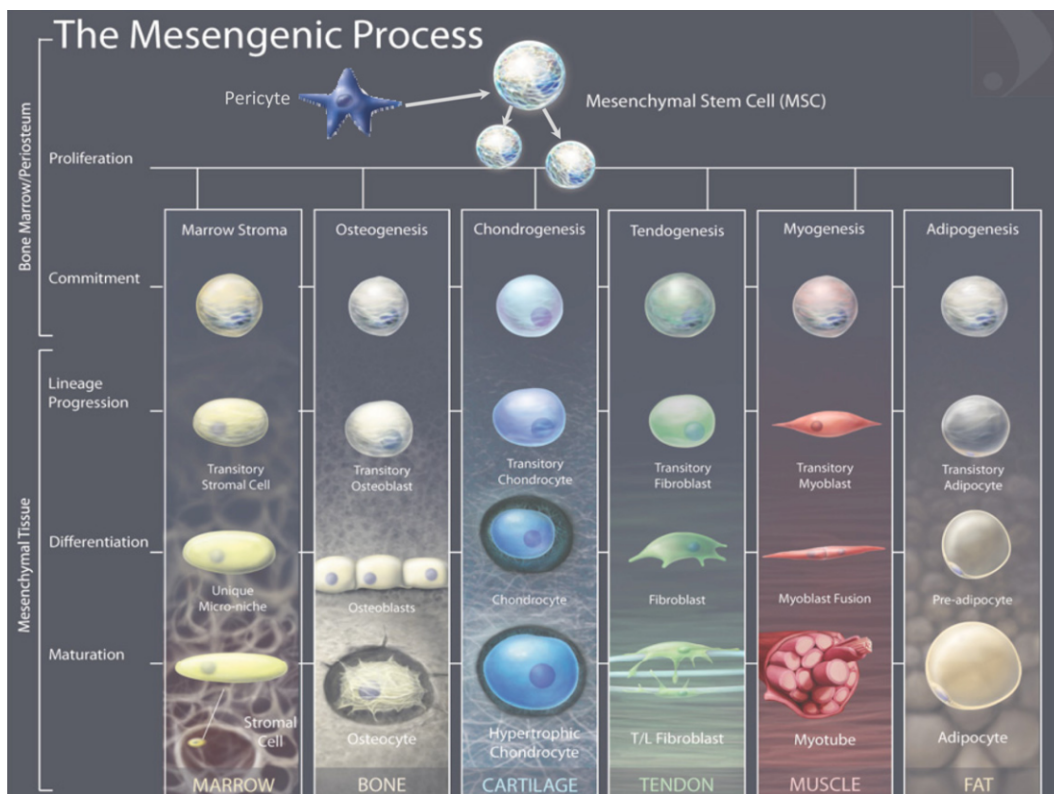 The Mesengenic Process
Pericyte
Mesenchymal Stem Cell (MSC)
Bone Marrow/Periosteum
Proliferation
Marrow Stroma
Osteogenesis
Chondrogenesis
Tendogenesis
Myogenesis
Adipogenesis
Commitment
Mesenchymal Tissue
Lineage
Progression
Transitory
Stromal Cell
Transitory
Osteoblast
Transitory
Chondrocyte
Transitory
Fibroblast
Transitory
Myoblast
Transistory
Adipocyte
Differentiation
Unique
Micro-niche
Osteoblasts
Chondrocyte
Fibroblast
Myoblast Fusion
Pre-adipocyte
Maturation
Stromal
Cell
Osteocyte
Hypertrophic
Chondrocyte
T/L Fibroblast
Myotube
Adipocyte
MARROW
BONE
CARTILAGE
TENDON
MUSCLE
FAT